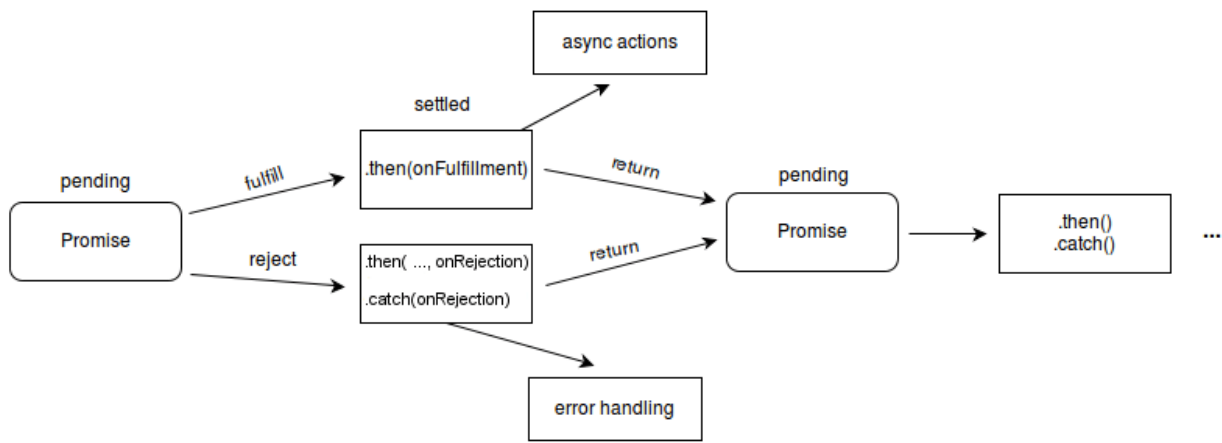 async actions
settled
.then(onFulfillment)
fulfill
return
pending
Promise
pending
Promise
.then()
.catch()
...
reject
.then( ..., onRejection)
.catch(onRejection)
return
error handling